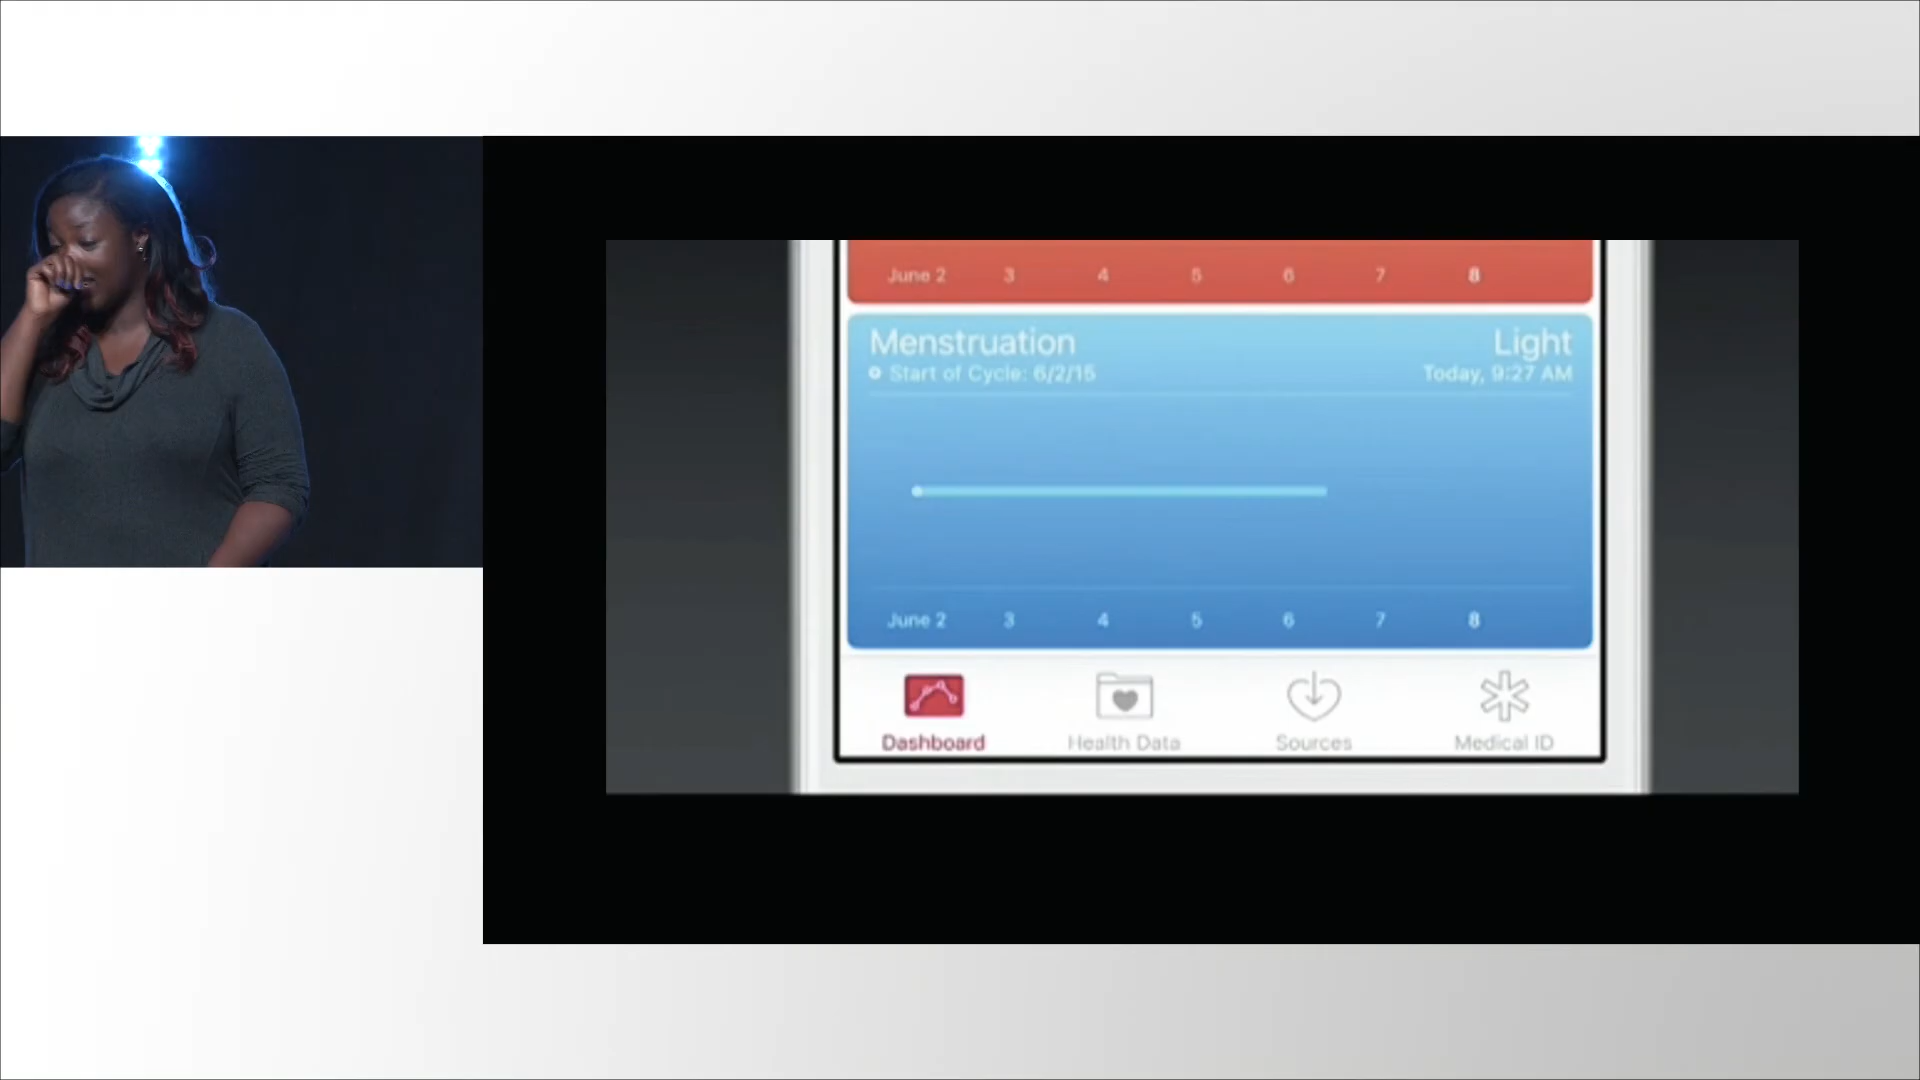 June 2 3 4 5 6 7 8
Menstruation Light
Start of Cycle: 6/2/15 Today, 9:27 AM
June 2 3 4 5 6 7 8
Dashboard Health Data Sources Medical ID